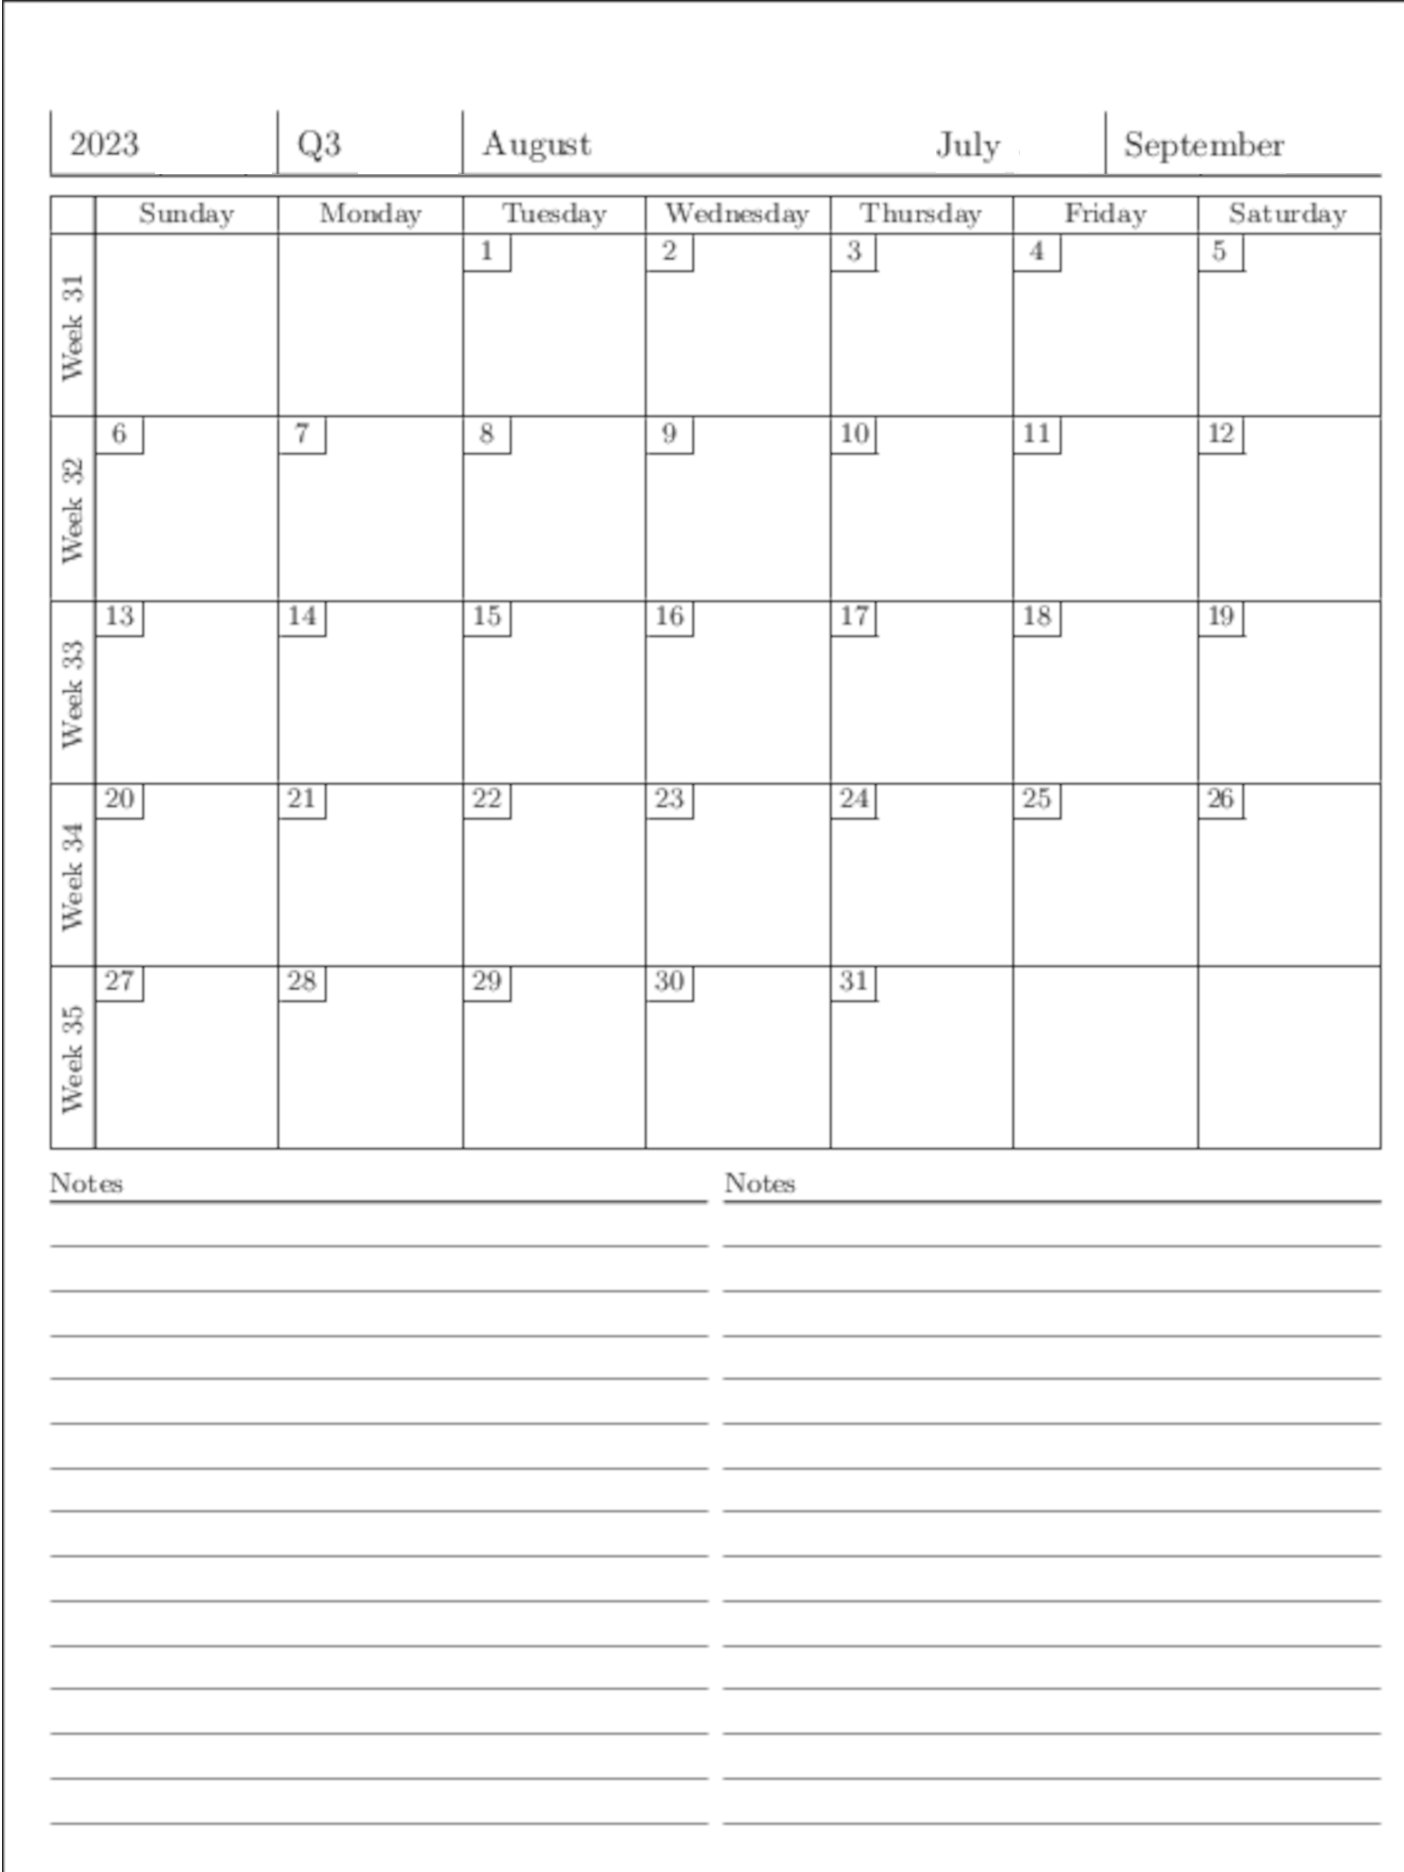 2023 Q3 August July September
Sunday Monday Tuesday Wednesday Thursday Friday Saturday
Week 31 1 2 3 4 5
Week 32 6 7 8 9 10 11 12
Week 33 13 14 15 16 17 18 19
Week 34 20 21 22 23 24 25 26
Week 35 27 28 29 30 31
Notes Notes